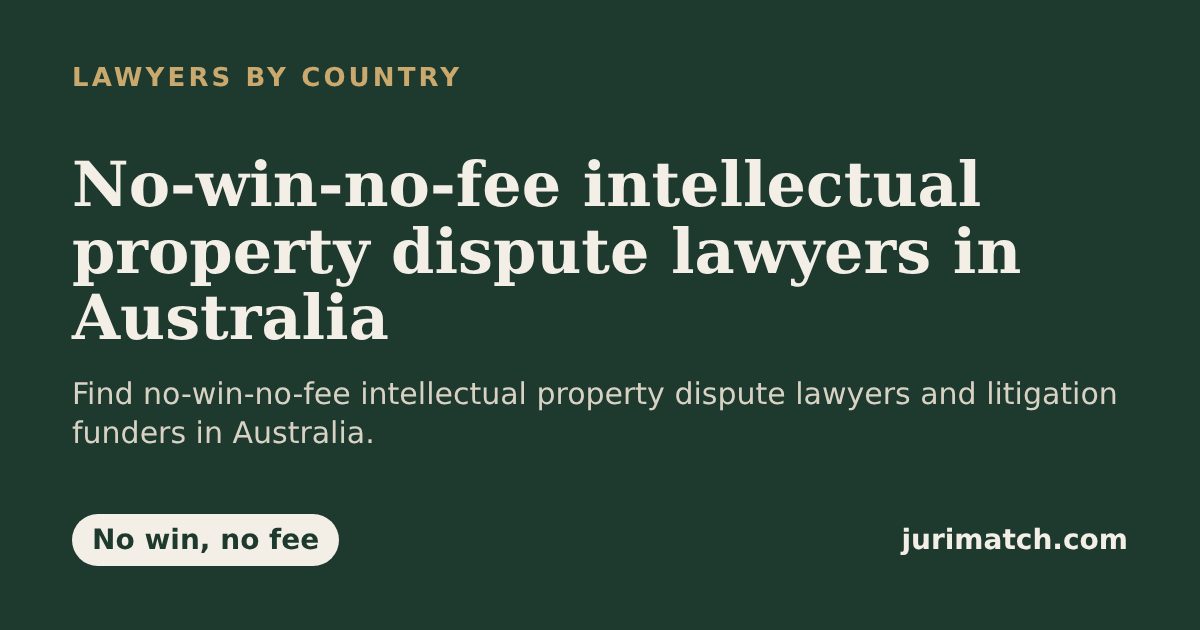 LAWYERS BY COUNTRY
No-win-no-fee intellectual
property dispute lawyers in
Australia
Find no-win-no-fee intellectual property dispute lawyers and litigation
funders in Australia.
No win, no fee
jurimatch.com